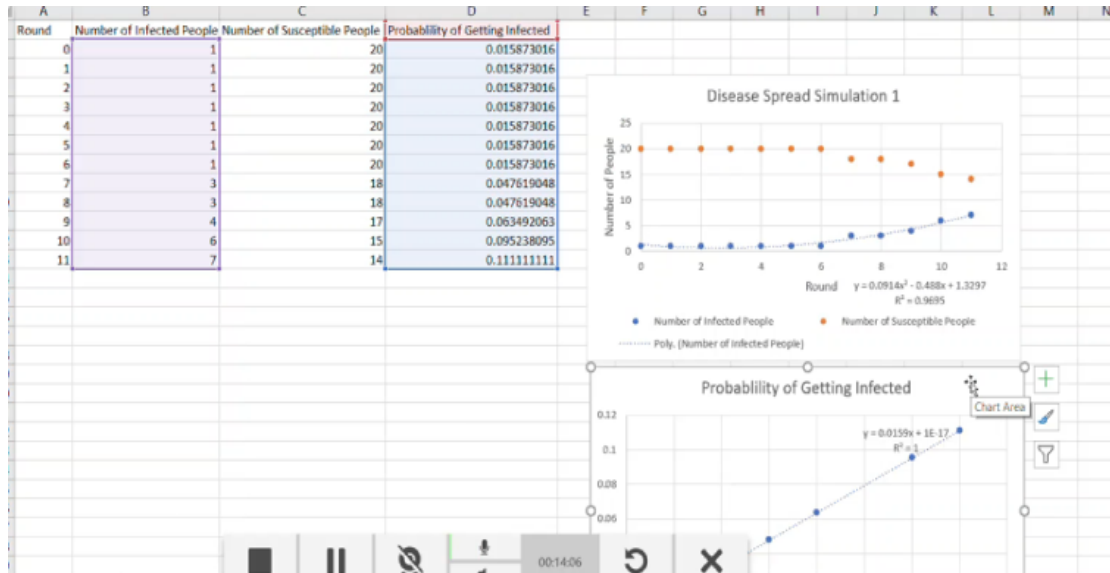 A B C D E F G H I J K L M N
Round Number of Infected People Number of Susceptible People Probablility of Getting Infected
0 1 20 0.015873016
1 1 20 0.015873016
2 1 20 0.015873016
3 1 20 0.015873016
4 1 20 0.015873016
5 1 20 0.015873016
6 1 20 0.015873016
7 3 18 0.047619048
8 3 18 0.047619048
9 4 17 0.063492063
10 6 15 0.095238095
11 7 14 0.111111111
Disease Spread Simulation 1
Number of People
25
20
15
10
5
0
0 2 4 6 8 10 12
Round
y = 0.0914x² - 0.488x + 1.3297
R² = 0.9695
Number of Infected People
Number of Susceptible People
Poly. (Number of Infected People)
Probablility of Getting Infected
Chart Area
0.12
0.1
0.08
0.06
y = 0.0159x + 1E-17
R² = 1
00:14:06